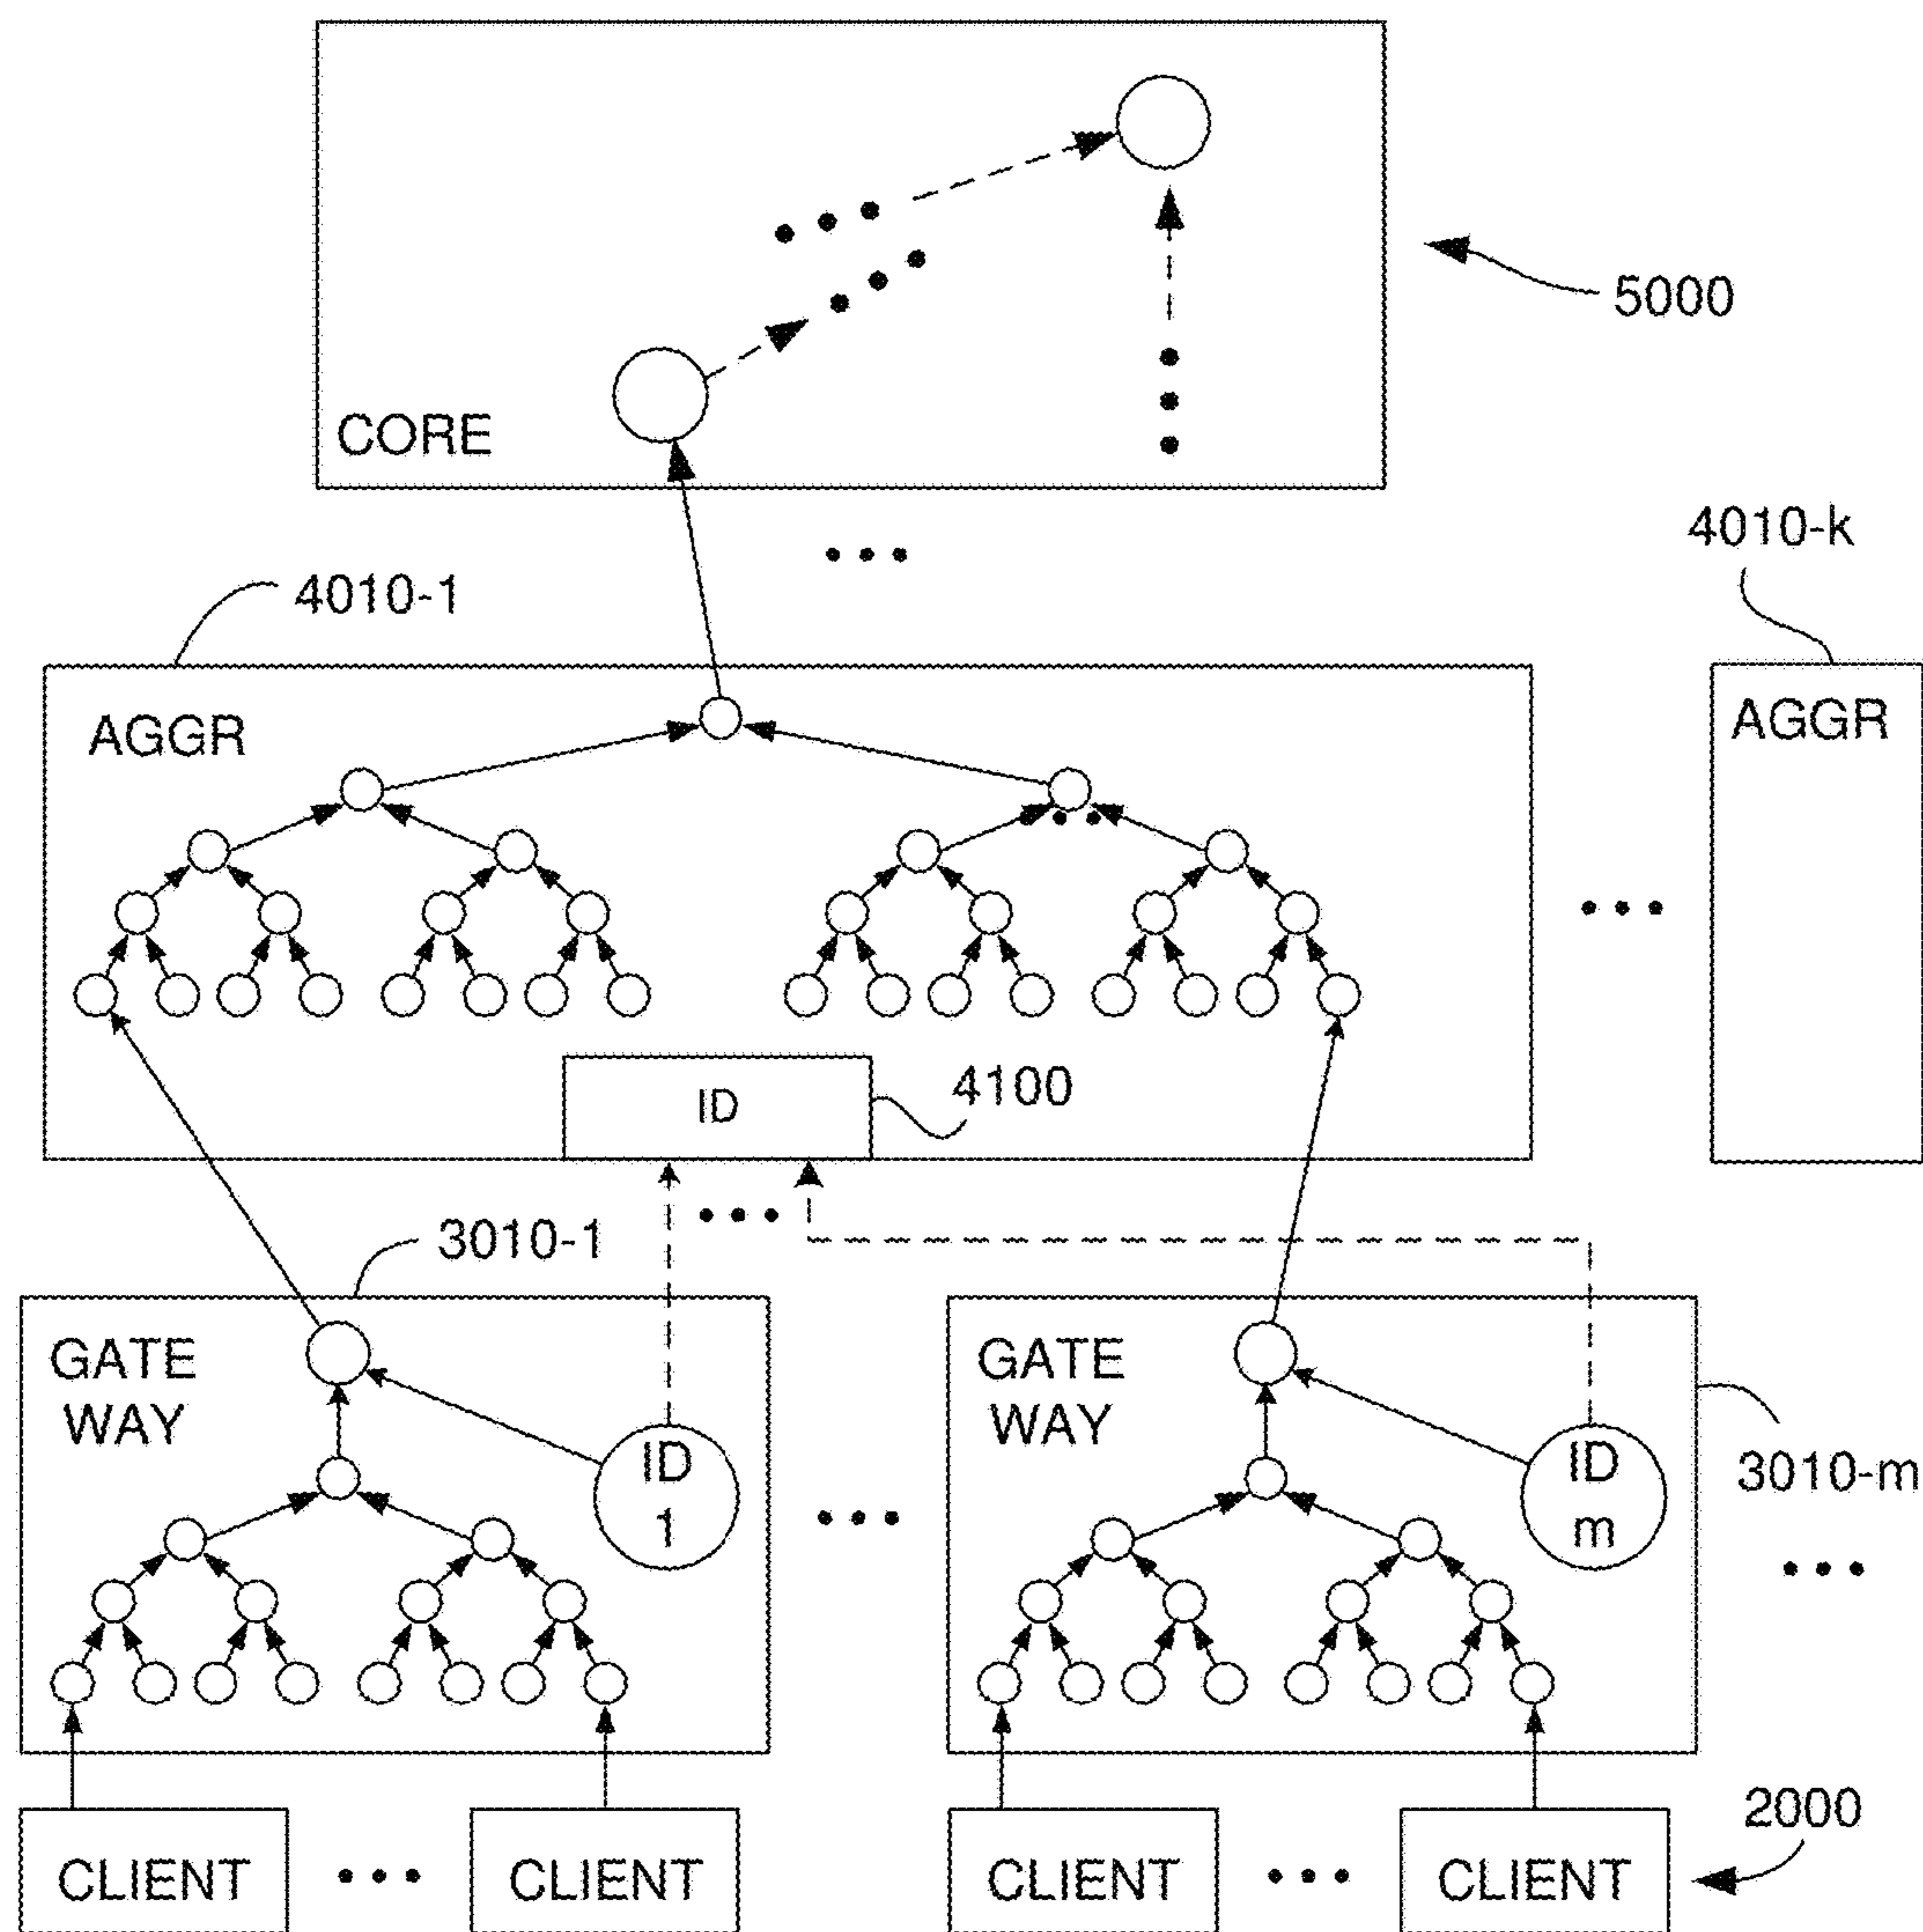 5000
CORE
4010-k
4010-1
AGGR
AGGR
4100
ID
3010-1
GATE
WAY
ID
1
GATE
WAY
ID
m
3010-m
2000
CLIENT
CLIENT
CLIENT
CLIENT